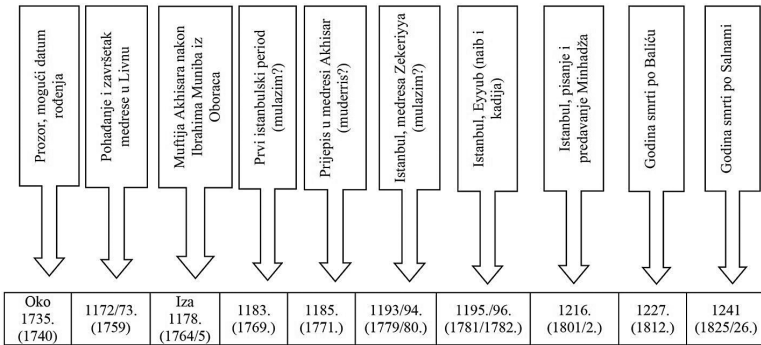 Prozor, mogući datum
rođenja
Pohađanje i završetak
medrese u Livnu
Muftija Akhisara nakon
Ibrahima Muniba iz
Oboraca
Prvi istanbulski period
(mulazim?)
Prijepis u medresi Akhisar
(muderris?)
Istanbul, medresa Zekeriyya
(mulazim?)
Istanbul, Eyyub (naib i
kadija)
Istanbul, pisanje i
predavanje Minhadža
Godina smrti po Baliću
Godina smrti po Salnami
Oko
1735.
(1740)
1172/73.
(1759)
Iza
1178.
(1764/5)
1183.
(1769.)
1185.
(1771.)
1193/94.
(1779/80.)
1195./96.
(1781/1782.)
1216.
(1801/2.)
1227.
(1812.)
1241
(1825/26.)